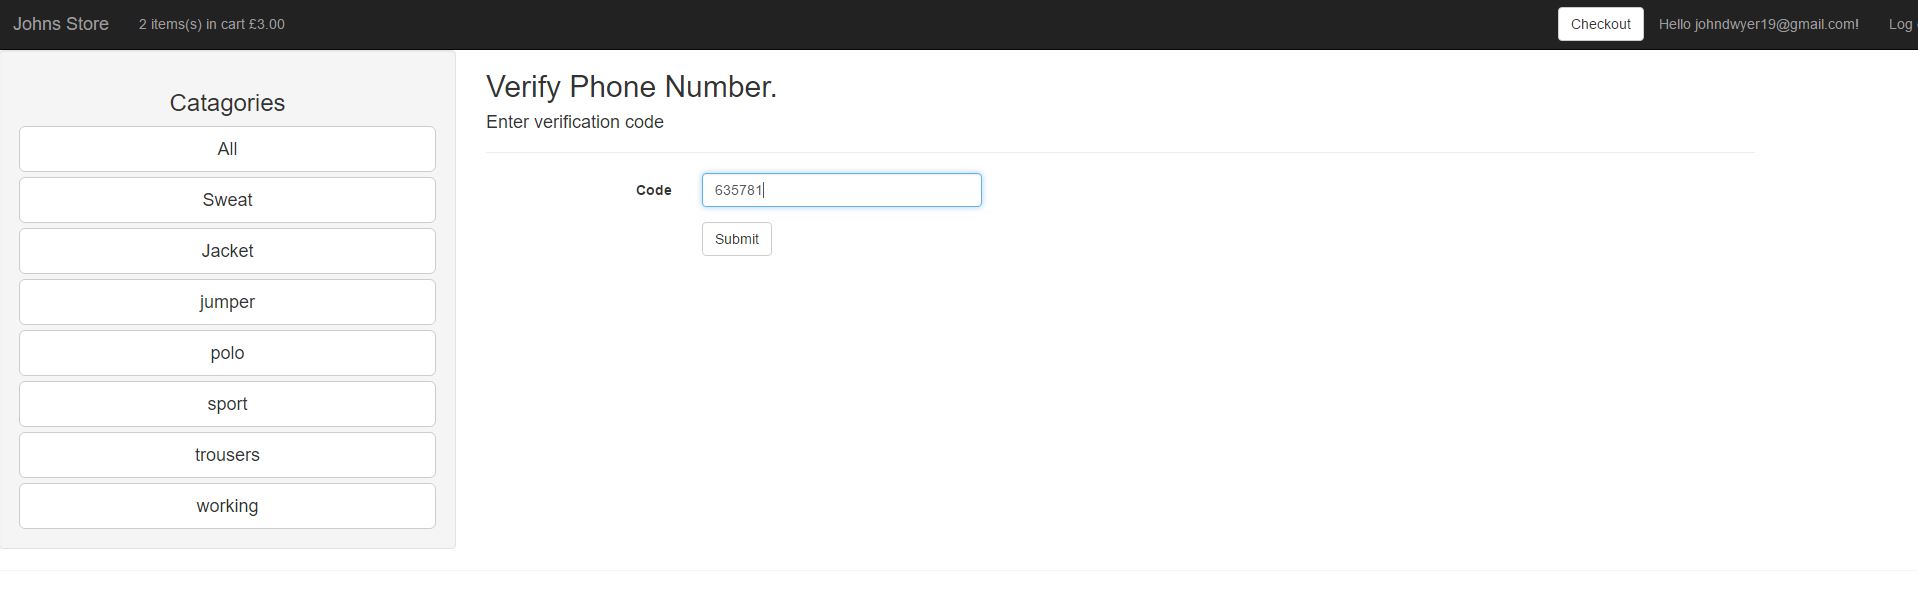 Johns Store 2 items(s) in cart £3.00 Checkout Hello johndwyer19@gmail.com! Log
Catagories
All
Sweat
Jacket
jumper
polo
sport
trousers
working
Verify Phone Number.
Enter verification code
Code 635781
Submit